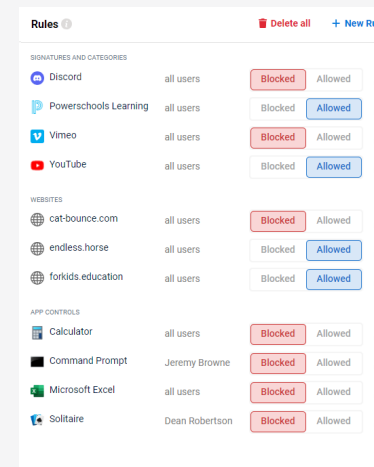 Rules
Delete all + New Ru
SIGNATURES AND CATEGORIES
Discord all users Blocked Allowed
Powerschools Learning all users Blocked Allowed
Vimeo all users Blocked Allowed
YouTube all users Blocked Allowed
WEBSITES
cat-bounce.com all users Blocked Allowed
endless.horse all users Blocked Allowed
forkids.education all users Blocked Allowed
APP CONTROLS
Calculator all users Blocked Allowed
Command Prompt Jeremy Browne Blocked Allowed
Microsoft Excel all users Blocked Allowed
Solitaire Dean Robertson Blocked Allowed